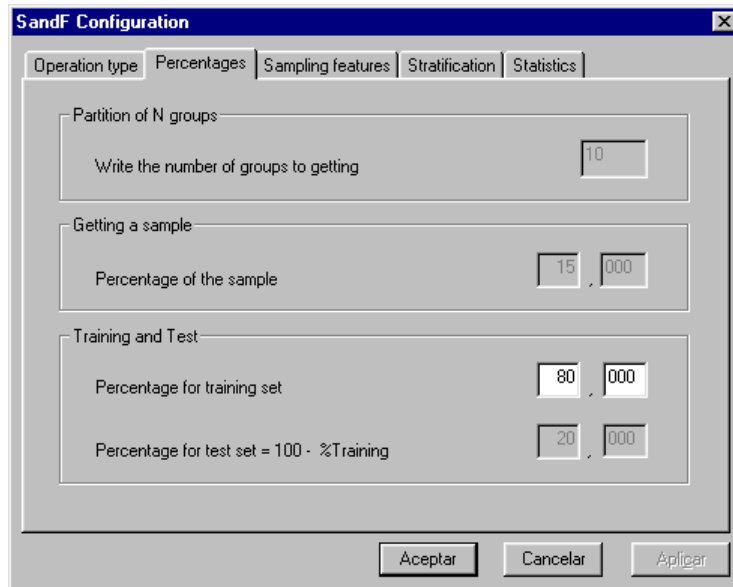 SandF Configuration
Operation type Percentages Sampling features Stratification Statistics
Partition of N groups
Write the number of groups to getting 10
Getting a sample
Percentage of the sample 15 , 000
Training and Test
Percentage for training set 80 , 000
Percentage for test set = 100 - %Training 20 , 000
Aceptar Cancelar Aplicar